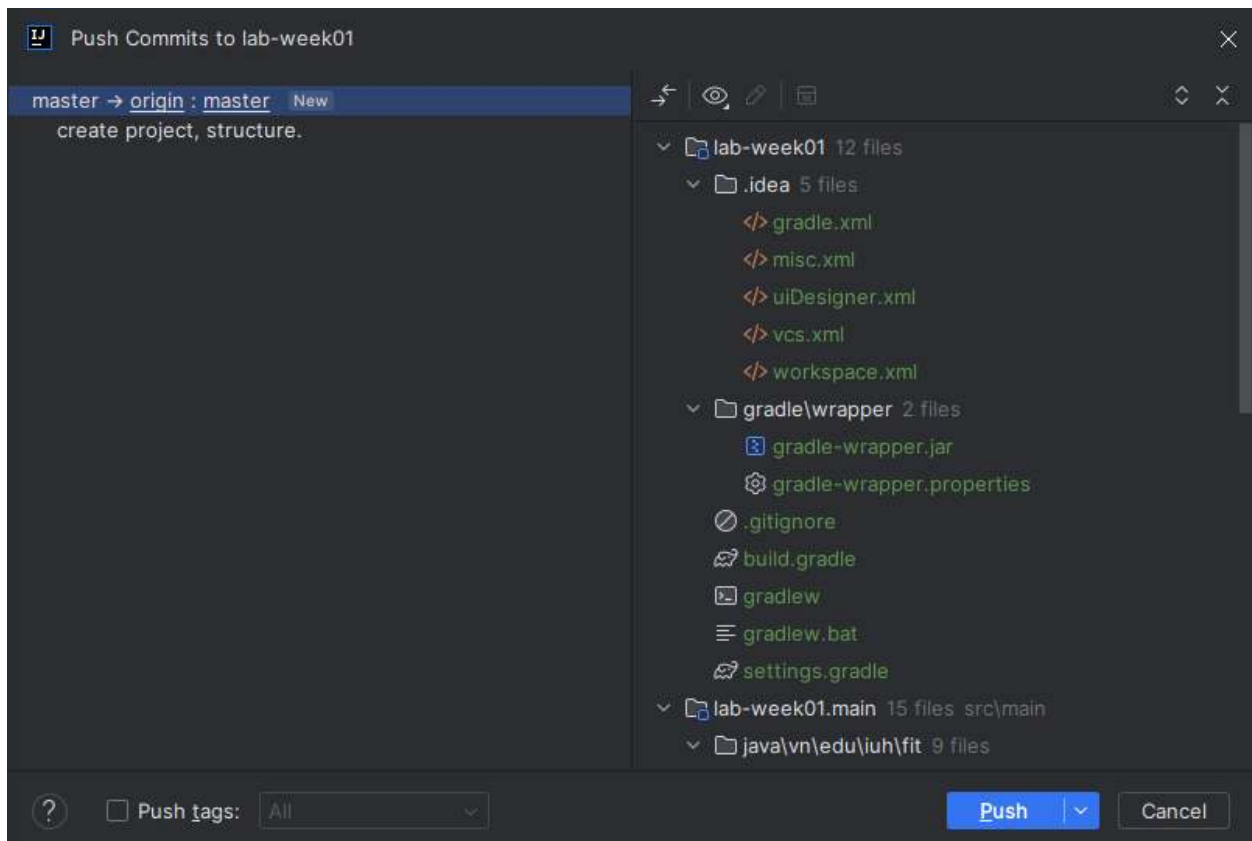 Push Commits to lab-week01
master → origin : master New
create project, structure.
lab-week01 12 files
.idea 5 files
gradle.xml
misc.xml
uiDesigner.xml
vcs.xml
workspace.xml
gradle\wrapper 2 files
gradle-wrapper.jar
gradle-wrapper.properties
.gitignore
build.gradle
gradlew
gradlew.bat
settings.gradle
lab-week01.main 15 files src\main
java\vn\edu\iuh\fit 9 files
? Push tags: All Push Cancel